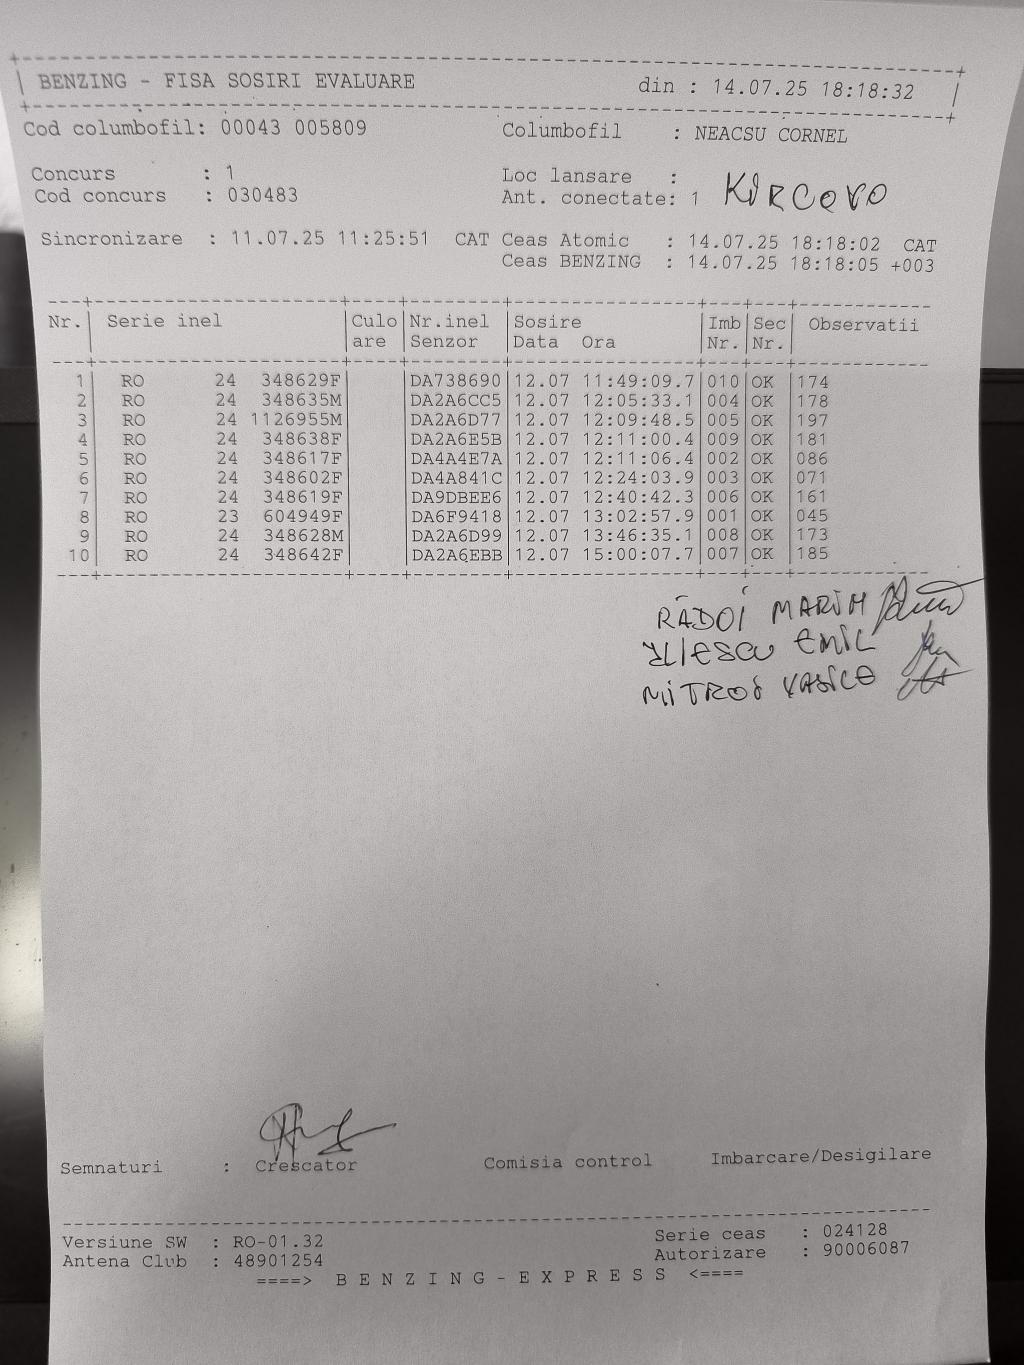 BENZING - FISA SOSIRI EVALUARE din : 14.07.25 18:18:32
Cod columbofil: 00043 005809 Columbofil : NEACSU CORNEL
Concurs : 1 Loc lansare : KIRCOVO
Cod concurs : 030483 Ant. conectate: 1
Sincronizare : 11.07.25 11:25:51 CAT Ceas Atomic : 14.07.25 18:18:02 CAT
Ceas BENZING : 14.07.25 18:18:05 +003
Nr. Serie inel Culo Nr.inel Sosire Imb Sec Observatii
are Senzor Data Ora Nr. Nr.
1 RO 24 348629F DA738690 12.07 11:49:09.7 010 OK 174
2 RO 24 348635M DA2A6CC5 12.07 12:05:33.1 004 OK 178
3 RO 24 1126955M DA2A6D77 12.07 12:09:48.5 005 OK 197
4 RO 24 348638F DA2A6E5B 12.07 12:11:00.4 009 OK 181
5 RO 24 348617F DA4A4E7A 12.07 12:11:06.4 002 OK 086
6 RO 24 348602F DA4A841C 12.07 12:24:03.9 003 OK 071
7 RO 24 348619F DA9DBEE6 12.07 12:40:42.3 006 OK 161
8 RO 23 604949F DA6F9418 12.07 13:02:57.9 001 OK 045
9 RO 24 348628M DA2A6D99 12.07 13:46:35.1 008 OK 173
10 RO 24 348642F DA2A6EBB 12.07 15:00:07.7 007 OK 185
RĂDOI MARIN
ILIESCU EMIL
MITROI VASILE
Semnaturi : Crescator Comisia control Imbarcare/Desigilare
Versiune SW : RO-01.32 Serie ceas : 024128
Antena Club : 48901254 Autorizare : 90006087
====> B E N Z I N G - E X P R E S S <====